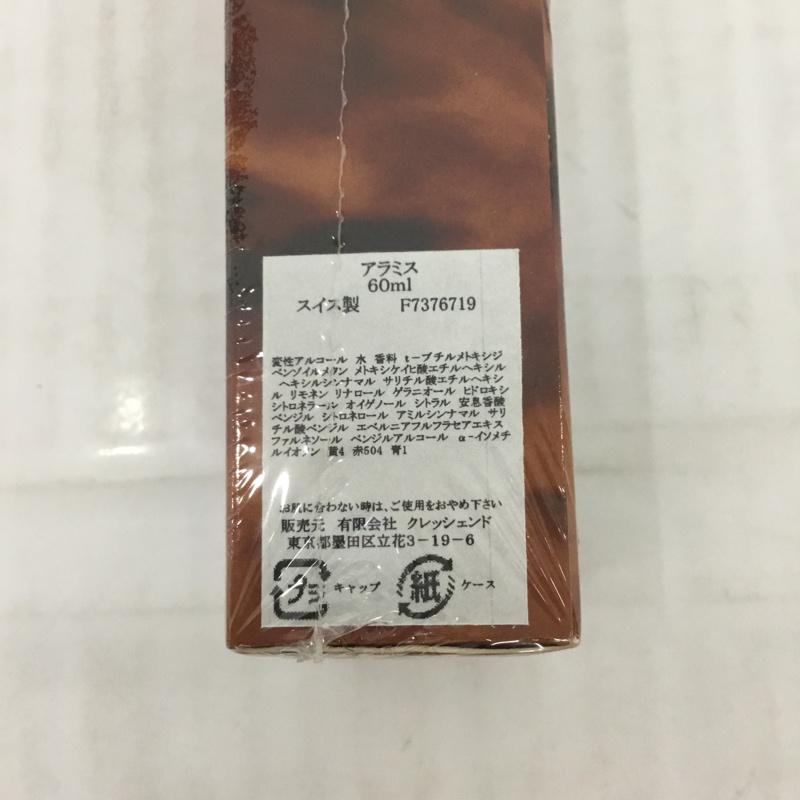 アラミス
60ml
スイス製 F7376719
変性アルコール 水 香料 t-ブチルメトキシジ
ベンゾイルメタン メトキシケイヒ酸エチルヘキシル
ヘキシルシンナマル サリチル酸エチルヘキシ
ル リモネン リナロール ゲラニオール ヒドロキシ
シトロネラール オイゲノール シトラル 安息香酸
ベンジル シトロネロール アミルシンナマル サリ
チル酸ベンジル エベルニアフルフラセアエキス
ファルネソール ベンジルアルコール α-イソメチ
ルイオノン 黄4 赤504 青1
お肌に合わない時は、ご使用をおやめ下さい
販売元 有限会社 クレッシェンド
東京都墨田区立花3-19-6
プラ キャップ 紙 ケース